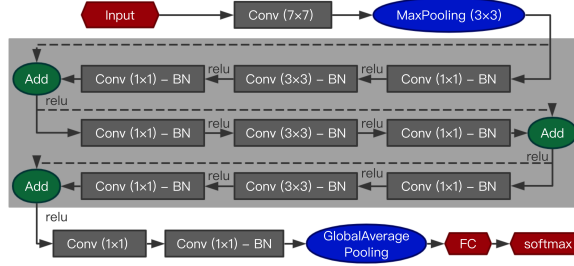 Input
Conv (7×7)
MaxPooling (3×3)
Add
Conv (1×1) – BN
relu
Conv (3×3) – BN
relu
Conv (1×1) – BN
relu
Conv (1×1) – BN
relu
Conv (3×3) – BN
relu
Conv (1×1) – BN
Add
relu
Add
Conv (1×1) – BN
relu
Conv (3×3) – BN
relu
Conv (1×1) – BN
relu
Conv (1×1)
Conv (1×1) – BN
GlobalAverage
Pooling
FC
softmax